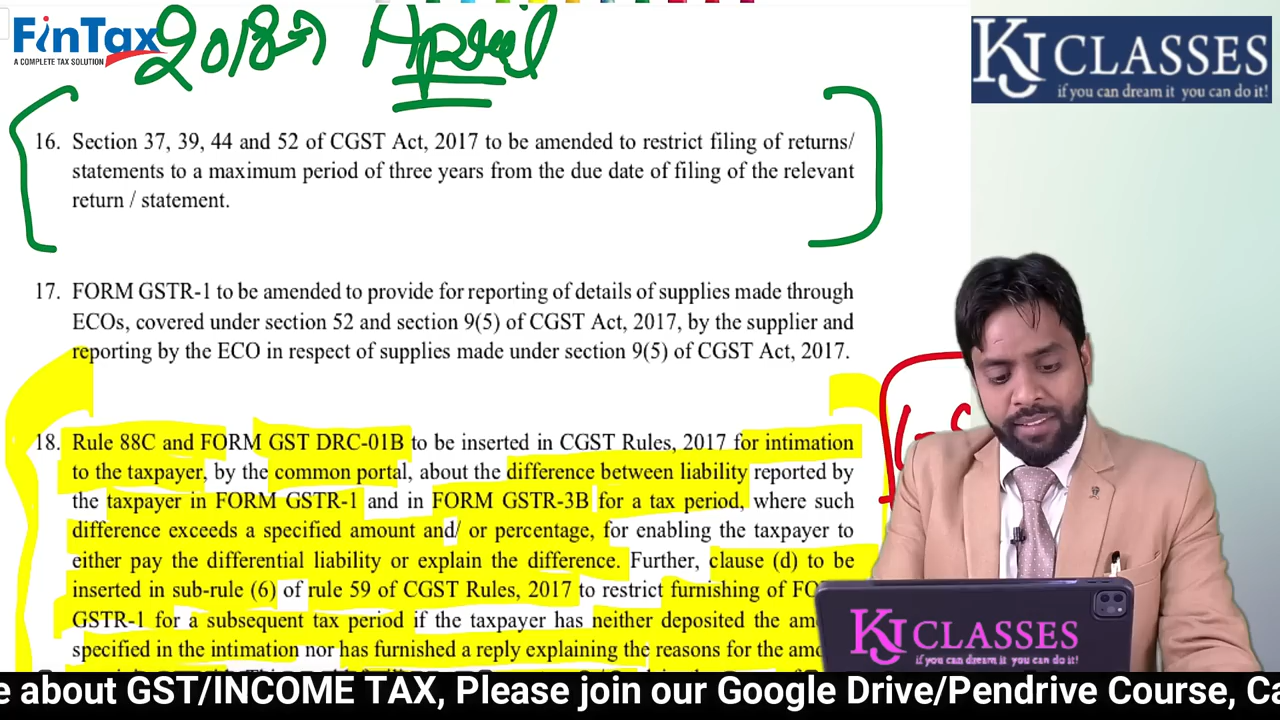 FinTax
A COMPLETE TAX SOLUTION
2018 April
KJ CLASSES
if you can dream it you can do it!
16. Section 37, 39, 44 and 52 of CGST Act, 2017 to be amended to restrict filing of returns/
statements to a maximum period of three years from the due date of filing of the relevant
return / statement.
17. FORM GSTR-1 to be amended to provide for reporting of details of supplies made through
ECOs, covered under section 52 and section 9(5) of CGST Act, 2017, by the supplier and
reporting by the ECO in respect of supplies made under section 9(5) of CGST Act, 2017.
18. Rule 88C and FORM GST DRC-01B to be inserted in CGST Rules, 2017 for intimation
to the taxpayer, by the common portal, about the difference between liability reported by
the taxpayer in FORM GSTR-1 and in FORM GSTR-3B for a tax period, where such
difference exceeds a specified amount and/ or percentage, for enabling the taxpayer to
either pay the differential liability or explain the difference. Further, clause (d) to be
inserted in sub-rule (6) of rule 59 of CGST Rules, 2017 to restrict furnishing of
GSTR-1 for a subsequent tax period if the taxpayer has neither deposited the
specified in the intimation nor has furnished a reply explaining the reasons for the
KJ CLASSES
if you can dream it you can do it!
e about GST/INCOME TAX, Please join our Google Drive/Pendrive Course, Ca